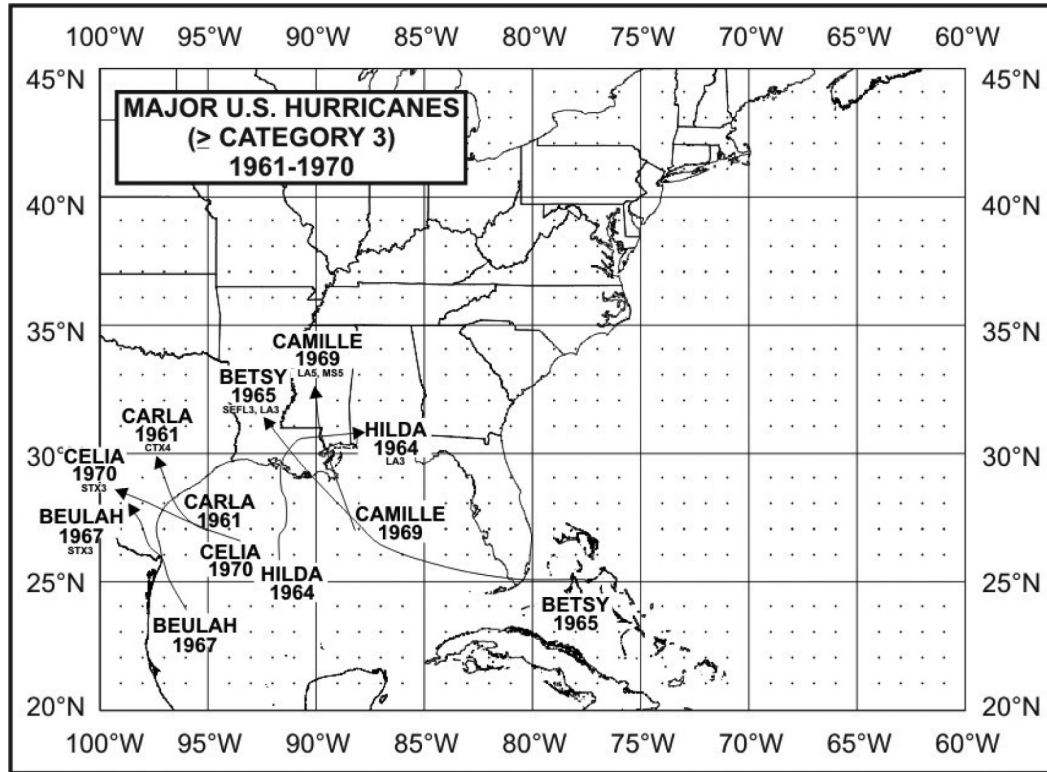 100°W 95°W 90°W 85°W 80°W 75°W 70°W 65°W 60°W
45°N 45°N
MAJOR U.S. HURRICANES
(≥ CATEGORY 3)
1961-1970
40°N 40°N
35°N 35°N
CAMILLE
1969
LA5, MS5
BETSY
1965
SEFL3, LA3
CARLA
1961
CTX4
HILDA
1964
LA3
30°N 30°N
CELIA
1970
STX3
BEULAH
1967
STX3
CARLA
1961
CAMILLE
1969
CELIA
1970
HILDA
1964
25°N 25°N
BETSY
1965
BEULAH
1967
20°N 20°N
100°W 95°W 90°W 85°W 80°W 75°W 70°W 65°W 60°W